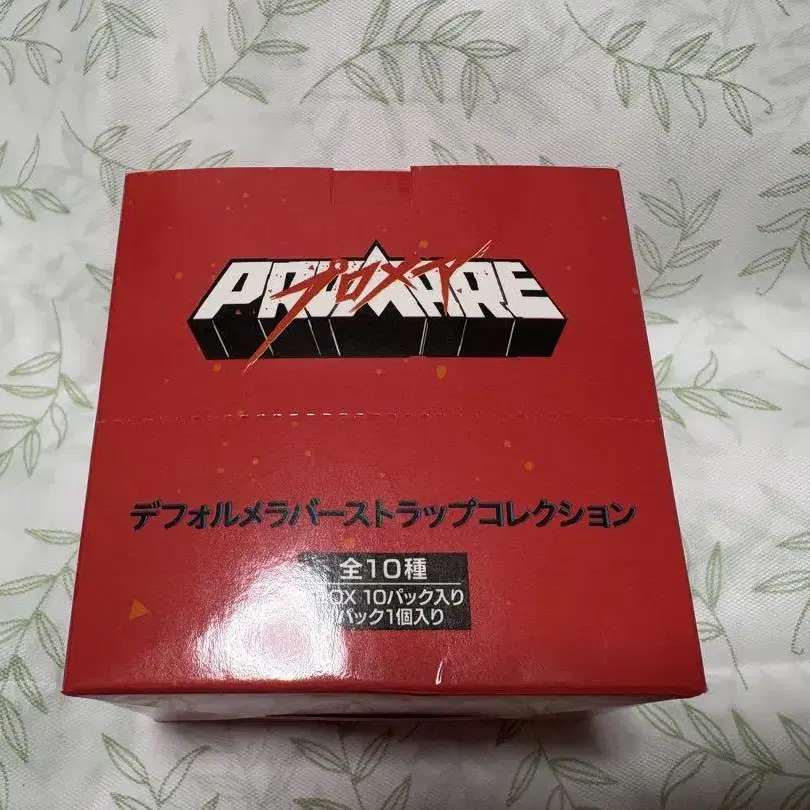 PROMARE
プロメア
デフォルメラバーストラップコレクション
全10種
OX 10パック入り
パック1個入り